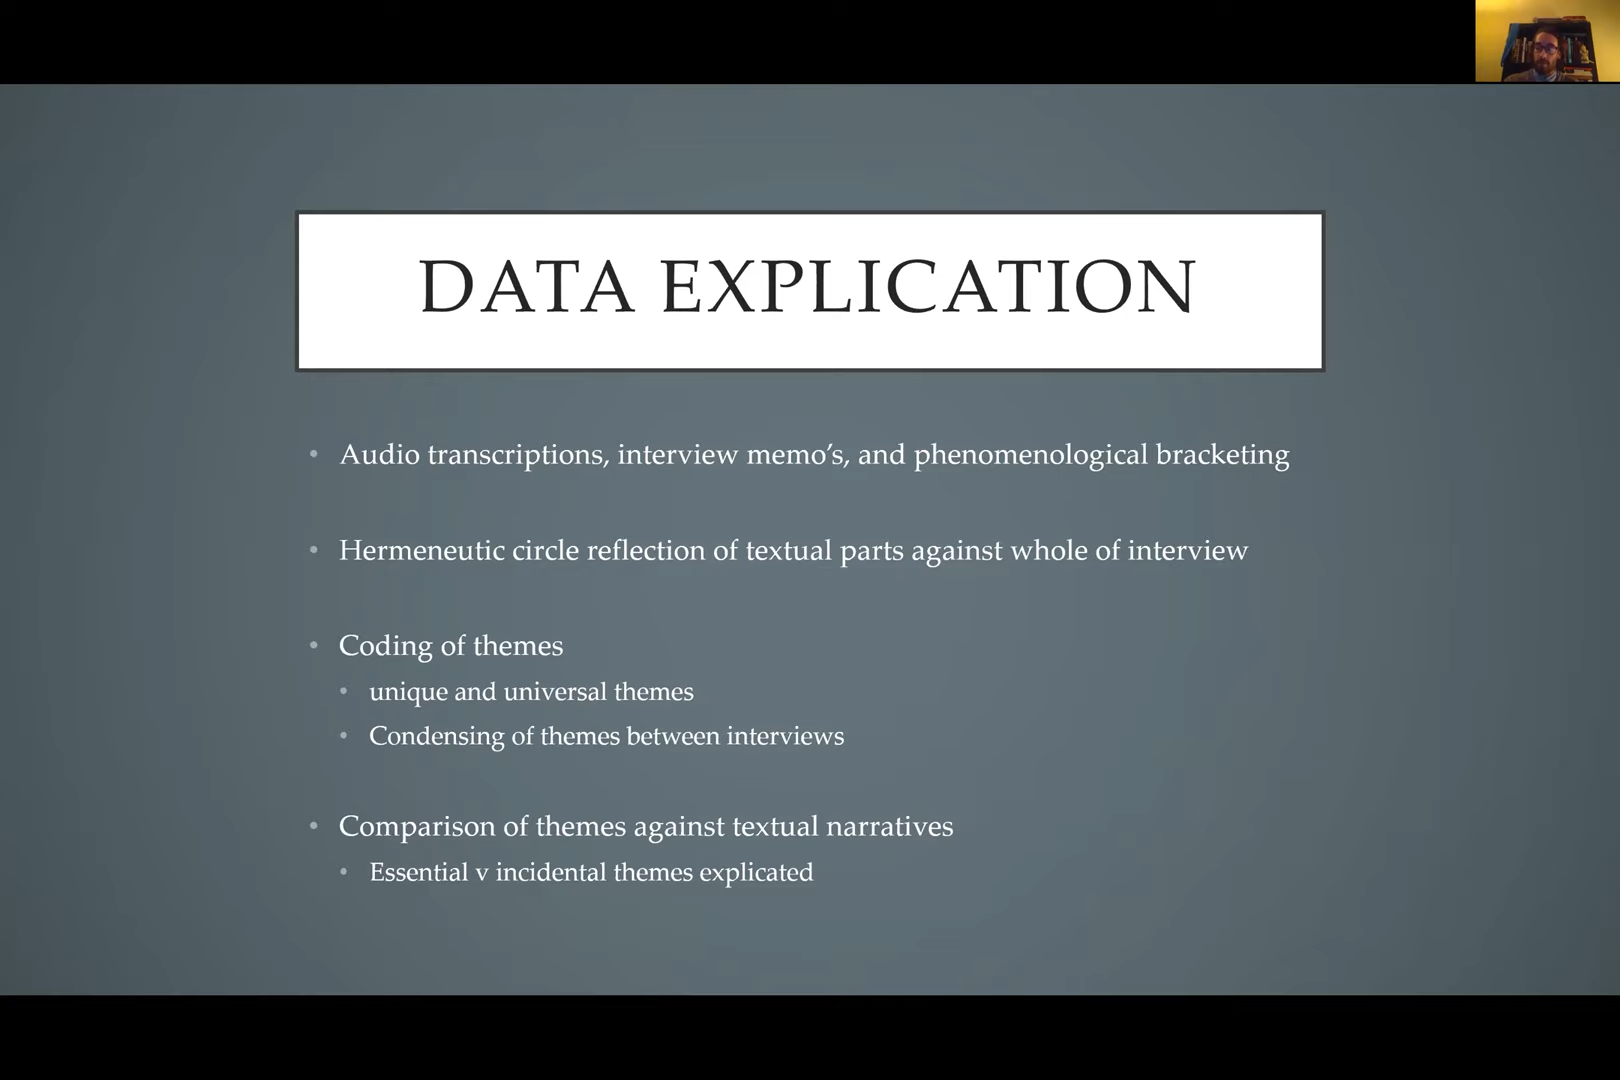 DATA EXPLICATION
• Audio transcriptions, interview memo’s, and phenomenological bracketing
• Hermeneutic circle reflection of textual parts against whole of interview
• Coding of themes
• unique and universal themes
• Condensing of themes between interviews
• Comparison of themes against textual narratives
• Essential v incidental themes explicated